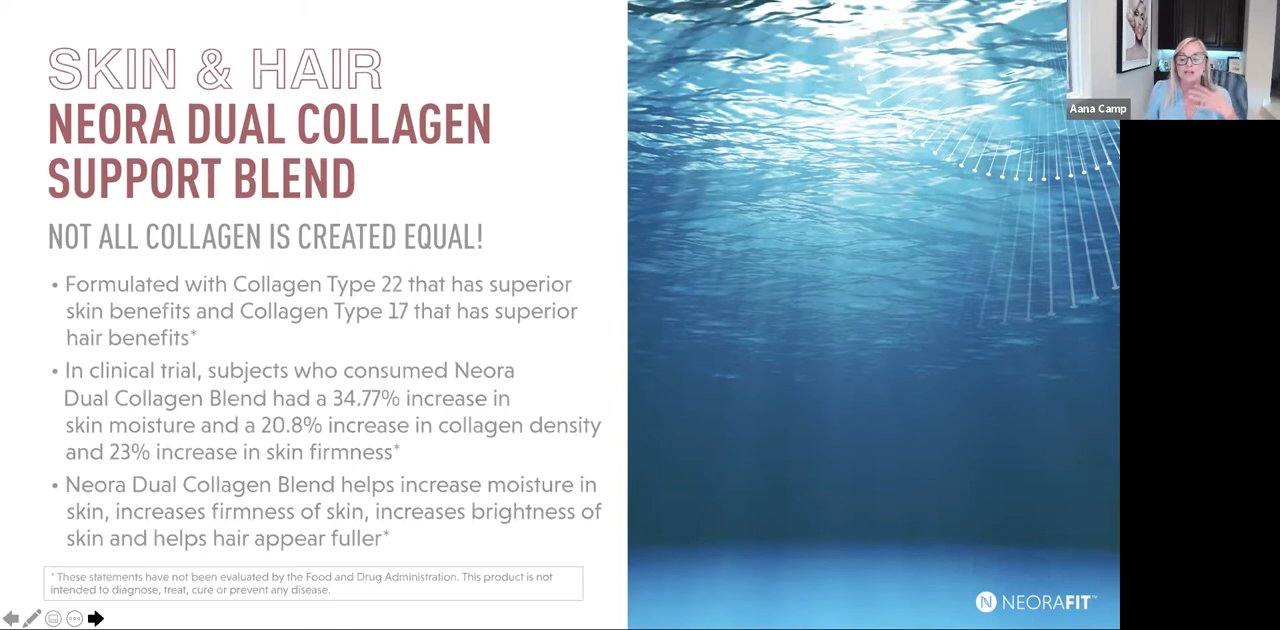 SKIN & HAIR
NEORA DUAL COLLAGEN
SUPPORT BLEND
NOT ALL COLLAGEN IS CREATED EQUAL!
• Formulated with Collagen Type 22 that has superior
skin benefits and Collagen Type 17 that has superior
hair benefits*
• In clinical trial, subjects who consumed Neora
Dual Collagen Blend had a 34.77% increase in
skin moisture and a 20.8% increase in collagen density
and 23% increase in skin firmness*
• Neora Dual Collagen Blend helps increase moisture in
skin, increases firmness of skin, increases brightness of
skin and helps hair appear fuller*
* These statements have not been evaluated by the Food and Drug Administration. This product is not
intended to diagnose, treat, cure or prevent any disease.
Aana Camp
N NEORAFIT™